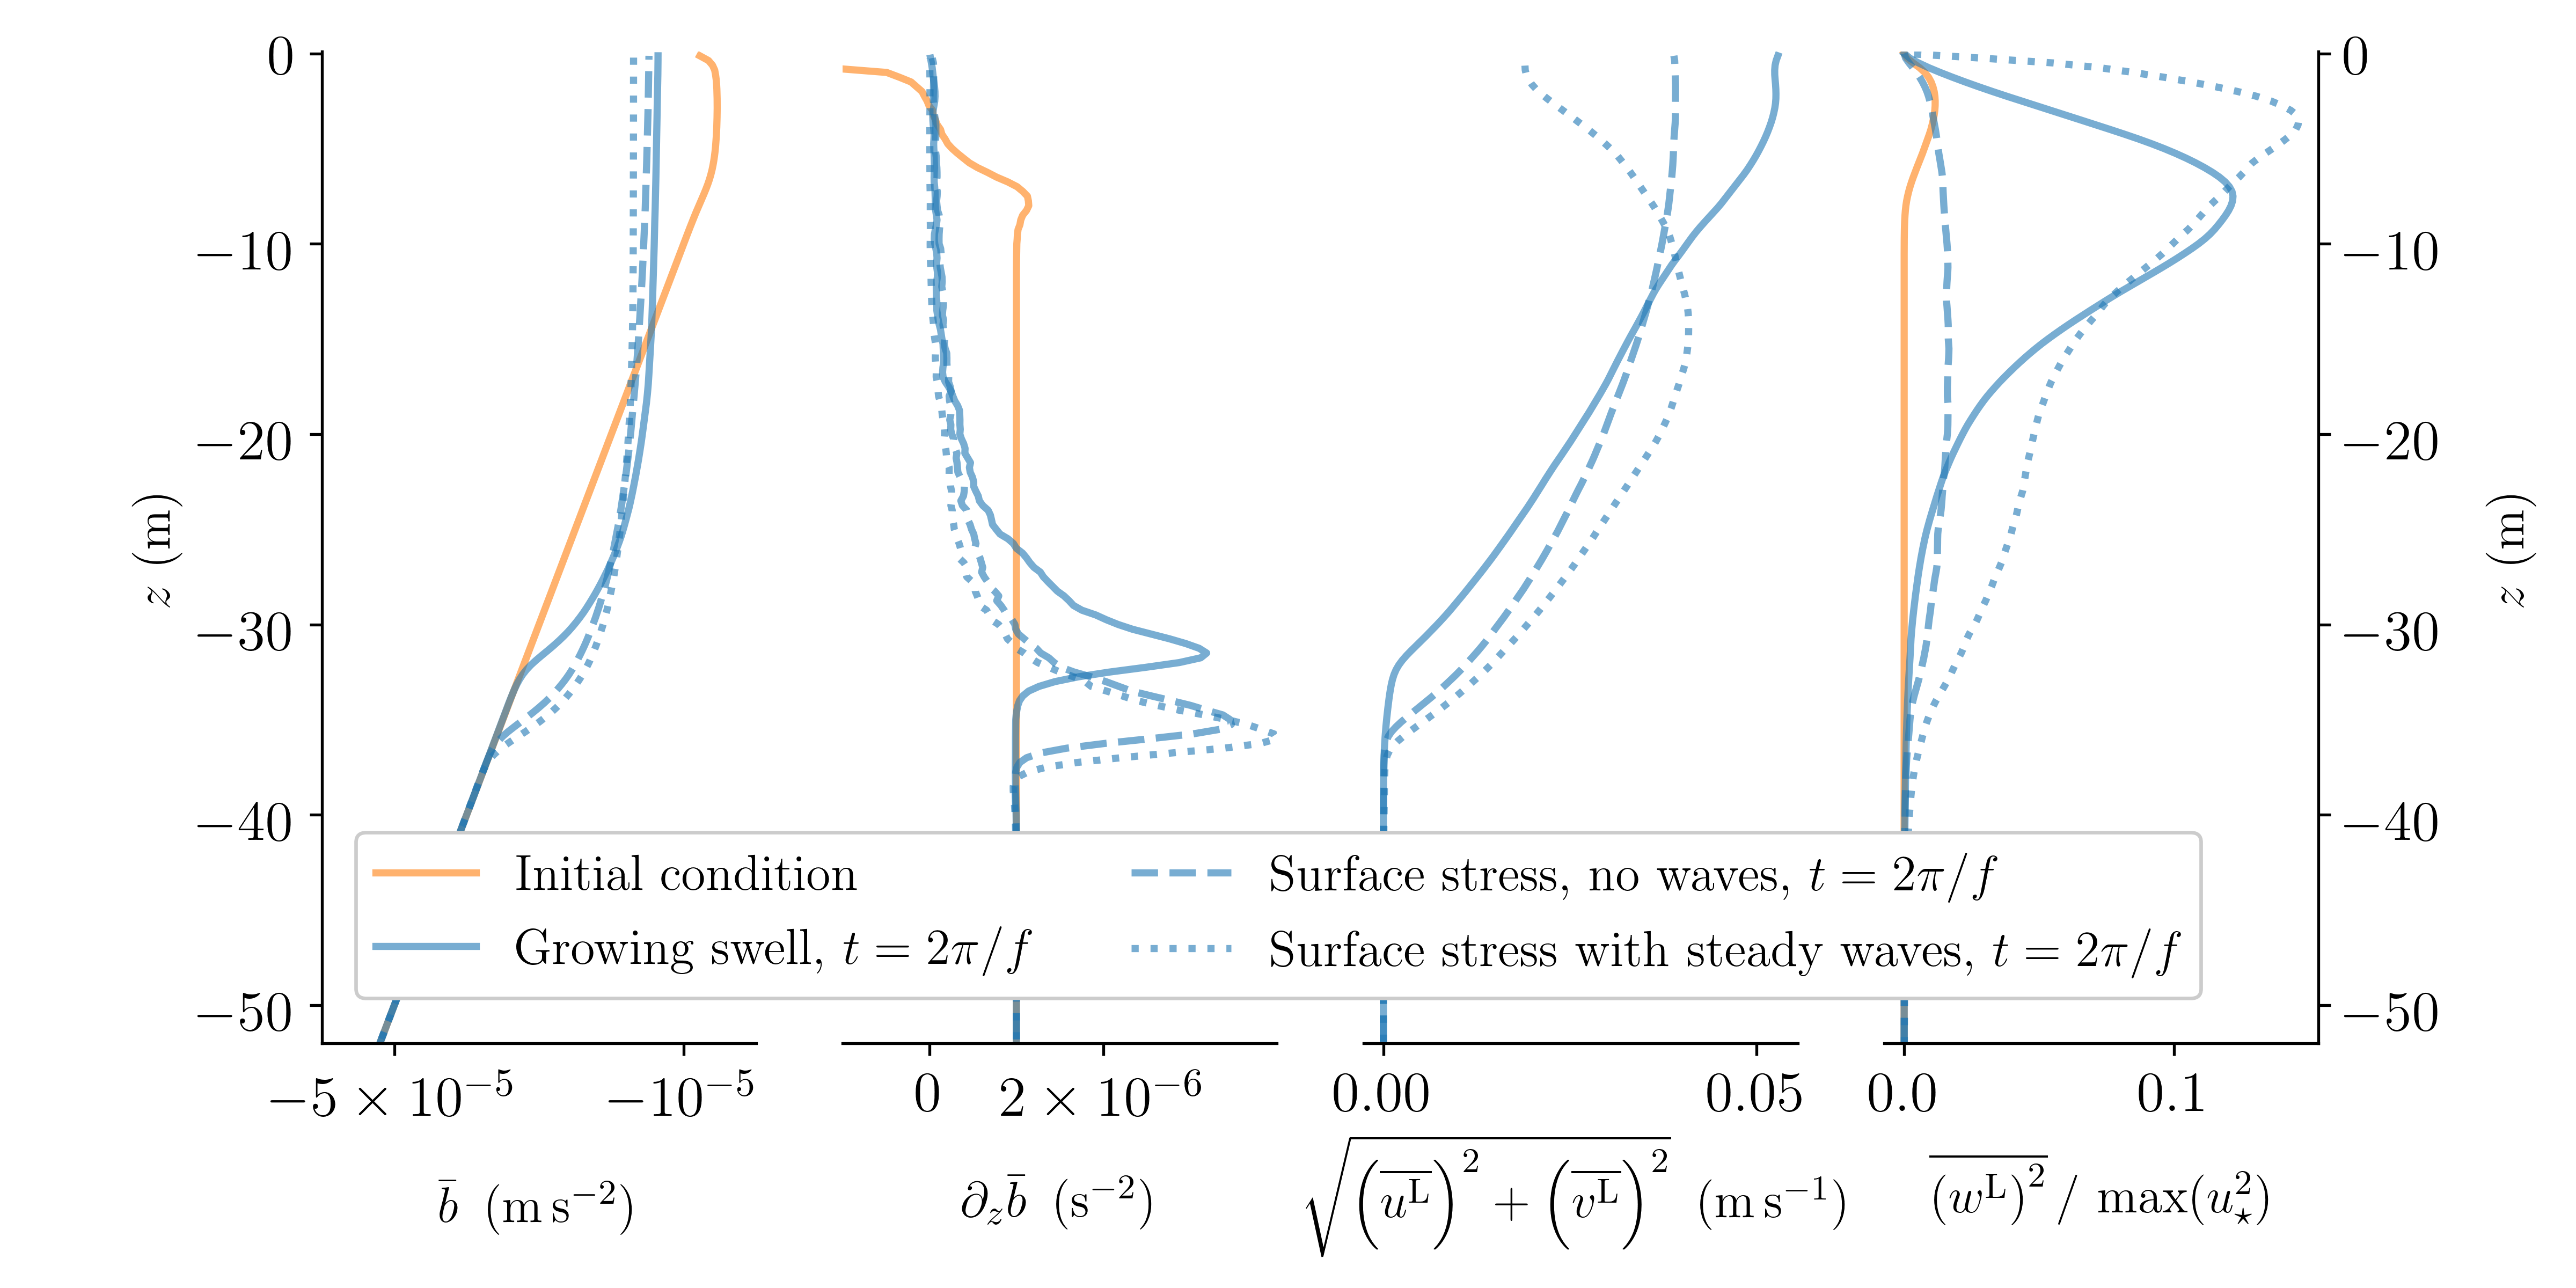 0
−10
−20
−30
−40
−50
z (m)
0
−10
−20
−30
−40
−50
z (m)
Initial condition
Growing swell, t = 2π/f
Surface stress, no waves, t = 2π/f
Surface stress with steady waves, t = 2π/f
−5 × 10⁻⁵ −10⁻⁵
0 2 × 10⁻⁶
0.00 0.05
0.0 0.1
b̄ (m s⁻²)
∂_z b̄ (s⁻²)
√((u̅ᴸ)² + (v̅ᴸ)²) (m s⁻¹)
\overline{(wᴸ)²} / max(u⋆²)